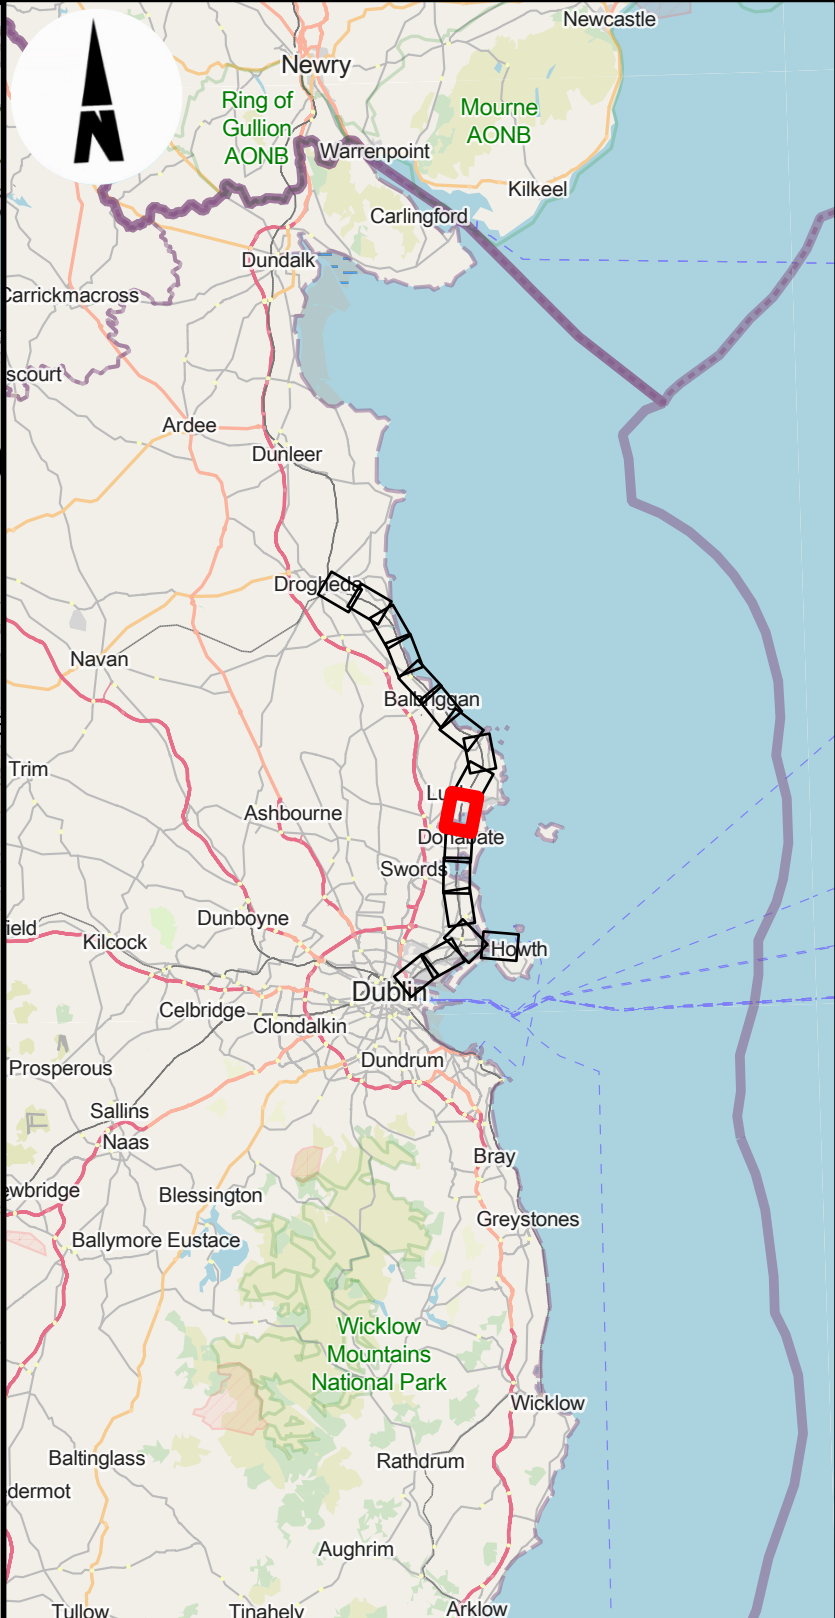 Newcastle
Newry
Ring of
Gullion
AONB
Mourne
AONB
N
Warrenpoint
Kilkeel
Carlingford
Dundalk
Carrickmacross
scourt
Ardee
Dunleer
Drogheda
Navan
Balbriggan
Trim
Lu
Ashbourne
Donabate
Swords
Dunboyne
ield
Kilcock
Howth
Dublin
Celbridge
Clondalkin
Dundrum
Prosperous
Sallins
Naas
Bray
ewbridge
Blessington
Greystones
Ballymore Eustace
Wicklow
Mountains
National Park
Wicklow
Baltinglass
Rathdrum
dermot
Aughrim
Tullow
Tinahely
Arklow